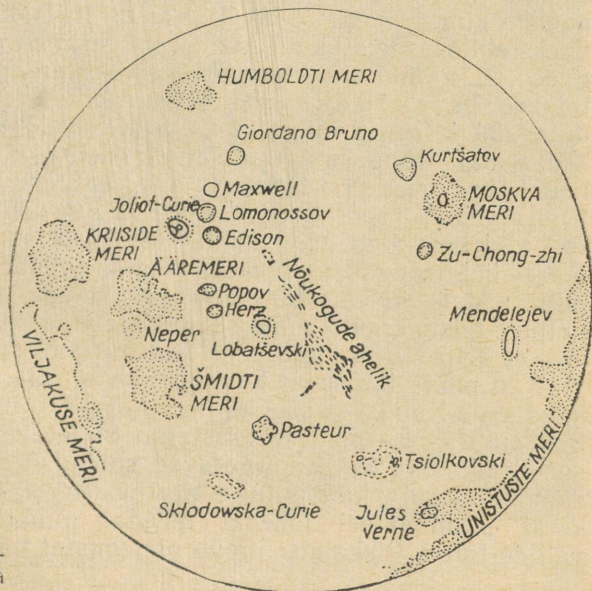 HUMBOLDTI MERI
Giordano Bruno
Kurtšatov
Maxwell
Joliot-Curie
Lomonossov
MOSKVA
MERI
KRIISIDE
MERI
Edison
Zu-Chong-zhi
ÄÄREMERI
Nõukogude ahelik
Popov
Herz
Mendelejev
Neper
Lobatševski
VILJAKUSE MERI
ŠMIDTI
MERI
Pasteur
Tsiolkovski
UNISTUSTE MERI
Skłodowska-Curie
Jules
Verne